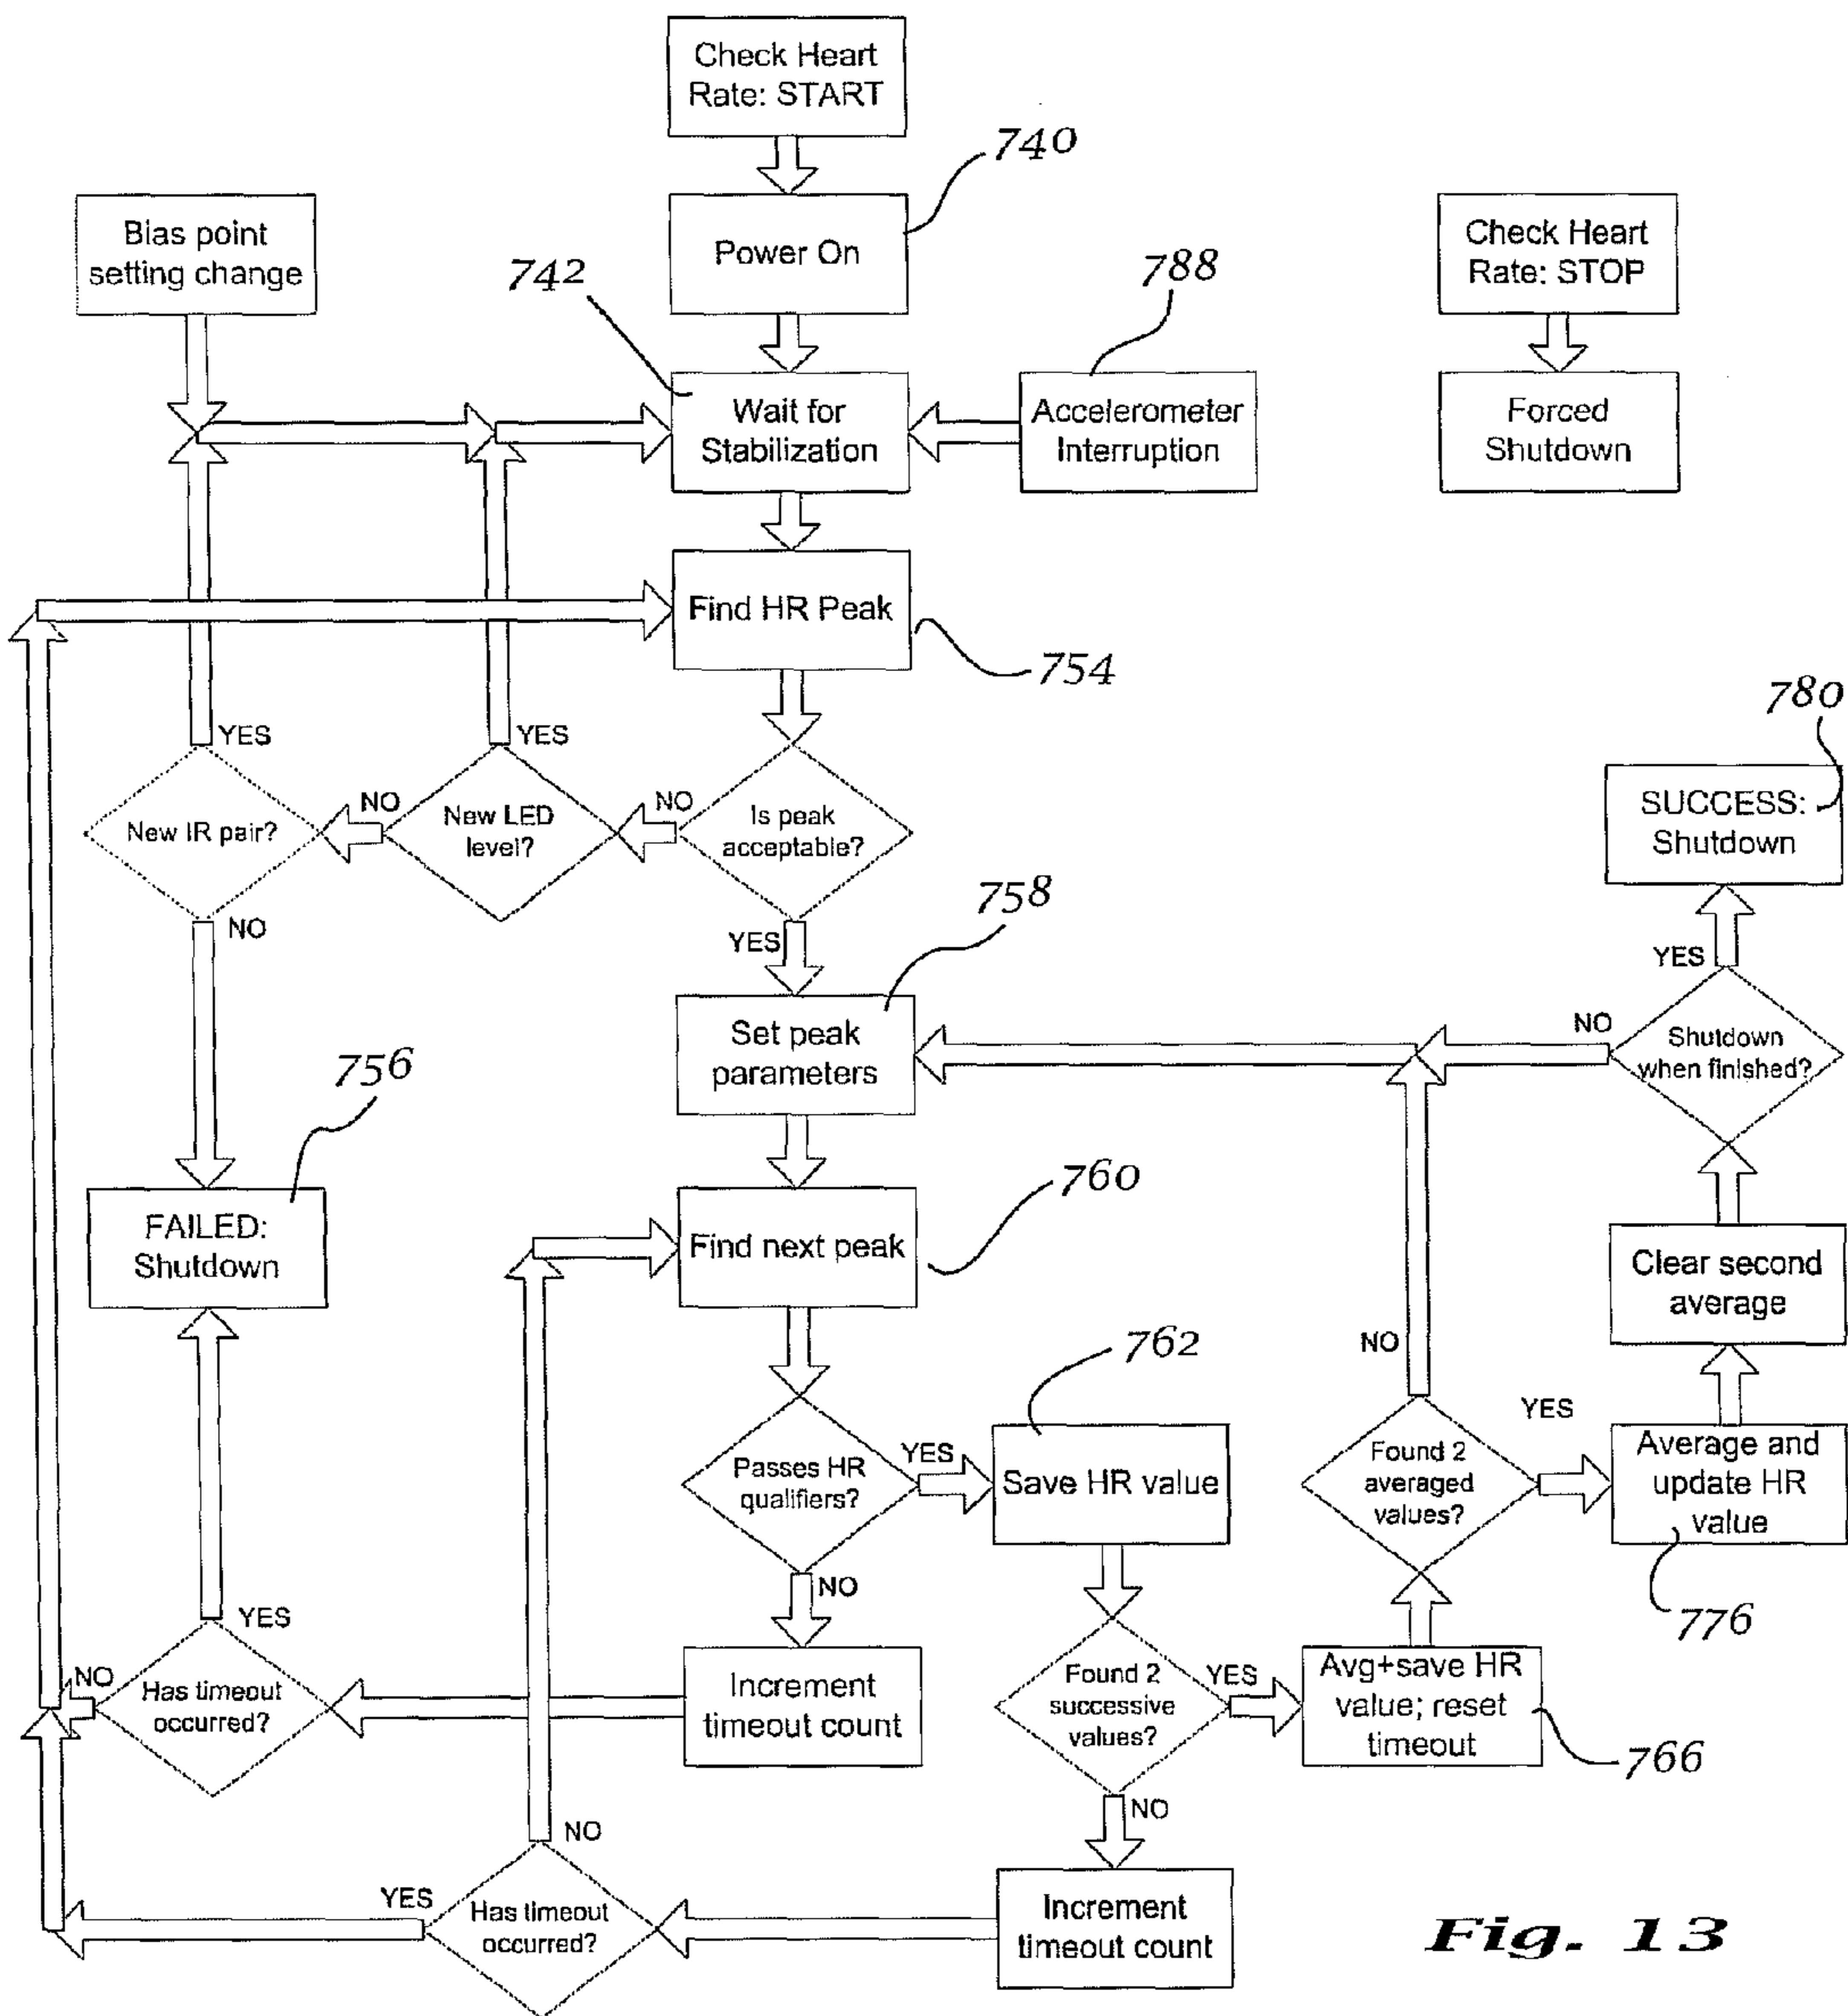 Check Heart
Rate: START
740
Power On
Bias point
setting change
742
788
Check Heart
Rate: STOP
Wait for
Stabilization
Accelerometer
Interruption
Forced
Shutdown
Find HR Peak
754
YES
YES
New IR pair?
NO
New LED
level?
NO
Is peak
acceptable?
NO
YES
780
SUCCESS:
Shutdown
YES
758
Set peak
parameters
NO
Shutdown
when finished?
756
FAILED:
Shutdown
760
Find next peak
Clear second
average
NO
762
Passes HR
qualifiers?
YES
Save HR value
Found 2
averaged
values?
YES
Average and
update HR
value
776
NO
YES
NO
Has timeout
occurred?
Increment
timeout count
Found 2
successive
values?
YES
Avg+save HR
value; reset
timeout
766
NO
NO
YES
Has timeout
occurred?
Increment
timeout count
Fig. 13